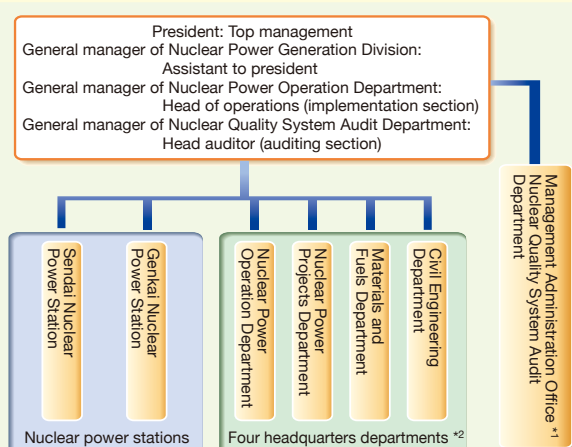 President: Top management
General manager of Nuclear Power Generation Division:
Assistant to president
General manager of Nuclear Power Operation Department:
Head of operations (implementation section)
General manager of Nuclear Quality System Audit Department:
Head auditor (auditing section)
Sendai Nuclear
Power Station
Genkai Nuclear
Power Station
Nuclear power stations
Nuclear Power
Operation Department
Nuclear Power
Projects Department
Materials and
Fuels Department
Civil Engineering
Department
Four headquarters departments *2
Management Administration Office *1
Nuclear Quality System Audit
Department